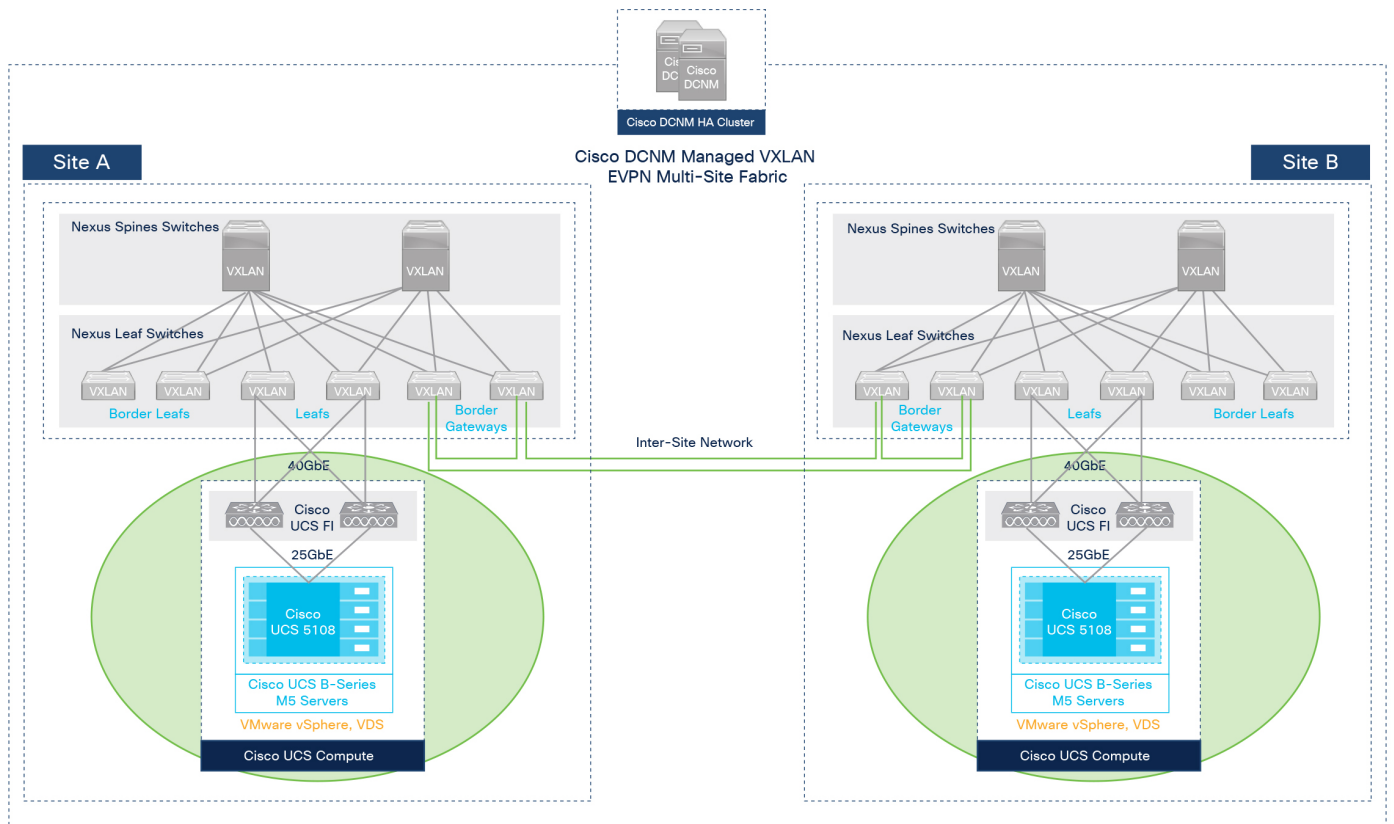 Cisco
DCNM
Cisco DCNM HA Cluster
Cisco DCNM Managed VXLAN
EVPN Multi-Site Fabric
Site A
Nexus Spines Switches
VXLAN
VXLAN
Nexus Leaf Switches
VXLAN
VXLAN
VXLAN
VXLAN
VXLAN
VXLAN
Border Leafs
Leafs
Border
Gateways
40GbE
Cisco
UCS FI
25GbE
Cisco
UCS 5108
Cisco UCS B-Series
M5 Servers
VMware vSphere, VDS
Cisco UCS Compute
Inter-Site Network
Site B
Nexus Spines Switches
VXLAN
VXLAN
Nexus Leaf Switches
VXLAN
VXLAN
VXLAN
VXLAN
VXLAN
VXLAN
Border
Gateways
Leafs
Border Leafs
40GbE
Cisco
UCS FI
25GbE
Cisco
UCS 5108
Cisco UCS B-Series
M5 Servers
VMware vSphere, VDS
Cisco UCS Compute